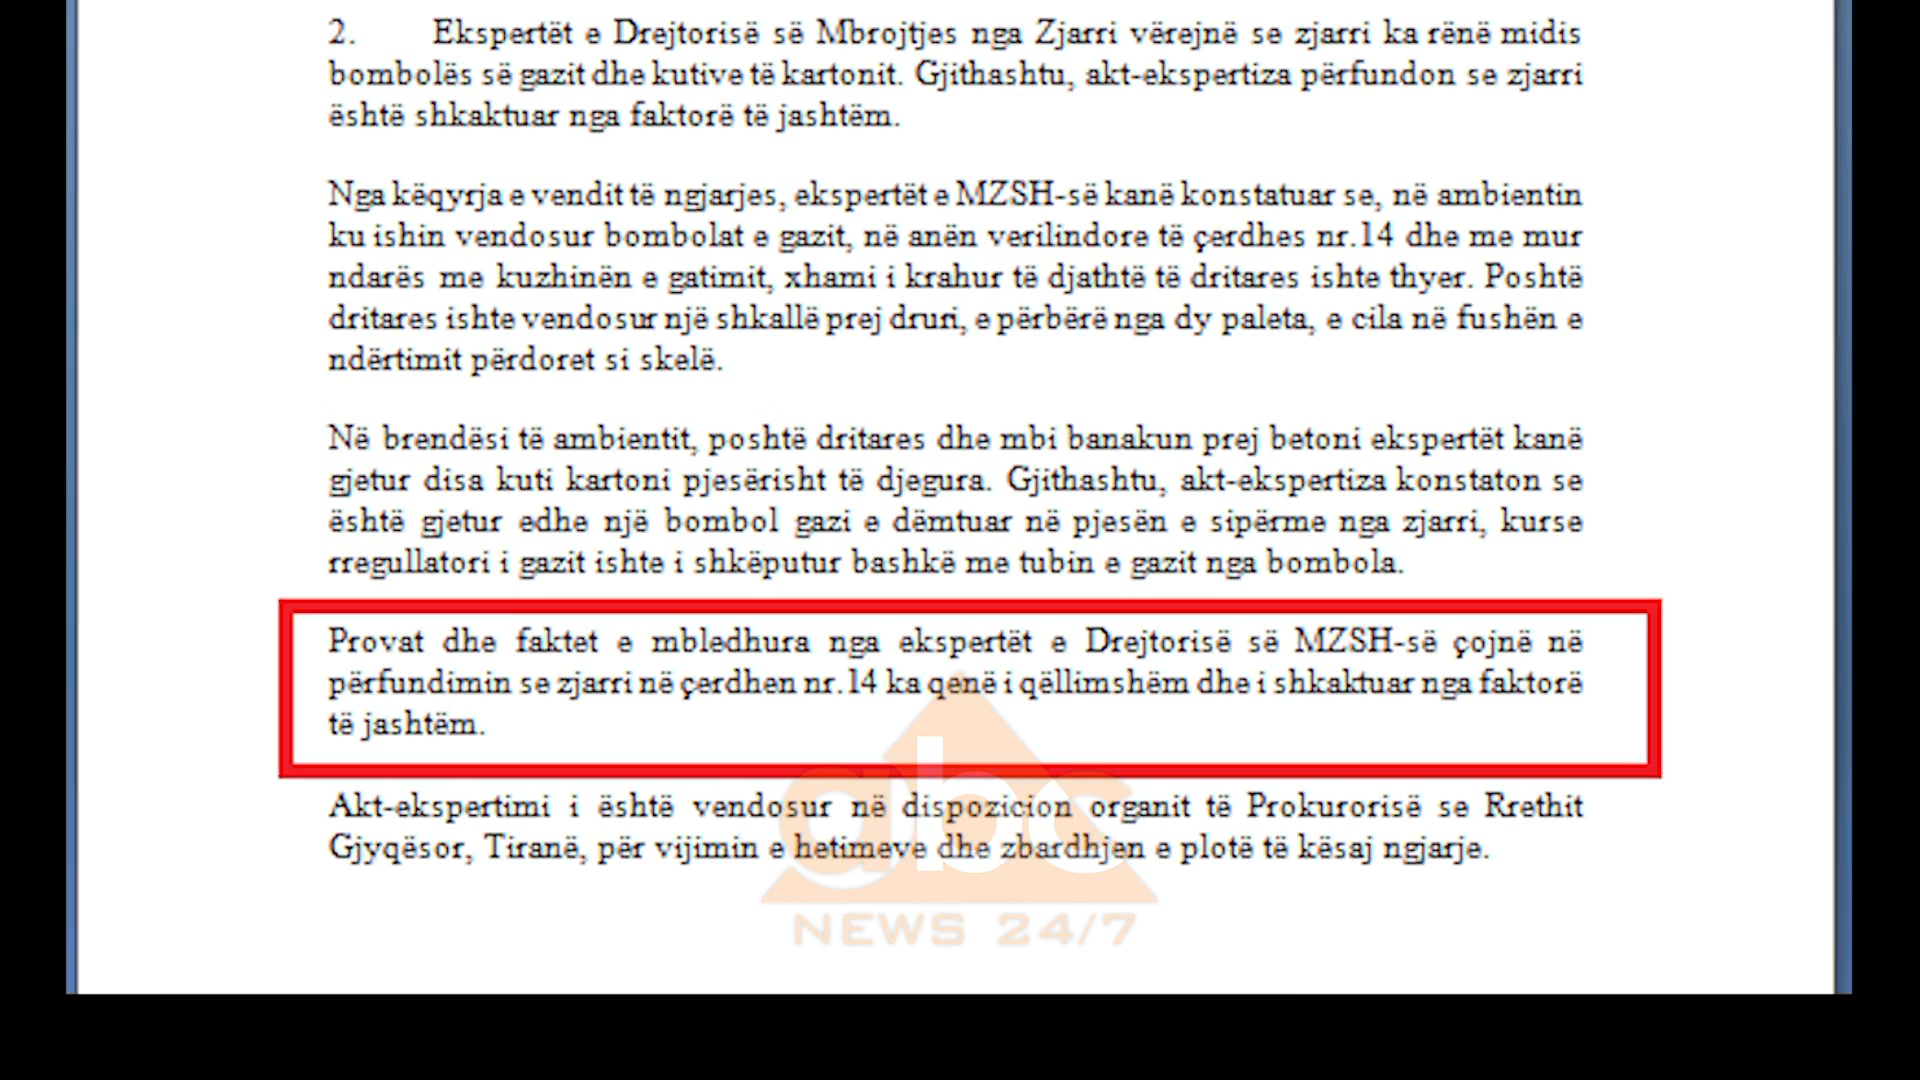 2. Ekspertët e Drejtorisë së Mbrojtjes nga Zjarri vërejnë se zjarri ka rënë midis
bombolës së gazit dhe kutive të kartonit. Gjithashtu, akt-ekspertiza përfundon se zjarri
është shkaktuar nga faktorë të jashtëm.
Nga këqyrja e vendit të ngjarjes, ekspertët e MZSH-së kanë konstatuar se, në ambientin
ku ishin vendosur bombolat e gazit, në anën verilindore të çerdhes nr.14 dhe me mur
ndarës me kuzhinën e gatimit, xhami i krahur të djathtë të dritares ishte thyer. Poshtë
dritares ishte vendosur një shkallë prej druri, e përbërë nga dy paleta, e cila në fushën e
ndërtimit përdoret si skelë.
Në brendësi të ambientit, poshtë dritares dhe mbi banakun prej betoni ekspertët kanë
gjetur disa kuti kartoni pjesërisht të djegura. Gjithashtu, akt-ekspertiza konstaton se
është gjetur edhe një bombol gazi e dëmtuar në pjesën e sipërme nga zjarri, kurse
rregullatori i gazit ishte i shkëputur bashkë me tubin e gazit nga bombola.
Provat dhe faktet e mbledhura nga ekspertët e Drejtorisë së MZSH-së çojnë në
përfundimin se zjarri në çerdhen nr.14 ka qenë i qëllimshëm dhe i shkaktuar nga faktorë
të jashtëm.
Akt-ekspertimi i është vendosur në dispozicion organit të Prokurorisë se Rrethit
Gjyqësor, Tiranë, për vijimin e hetimeve dhe zbardhjen e plotë të kësaj ngjarje.
abc
NEWS 24/7